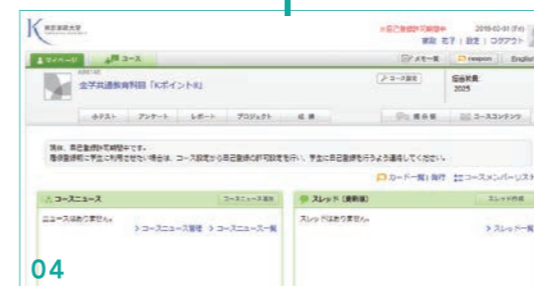 東京家政大学
※自己登録許可期間中 2019-02-01 (Fri)
家政 花子 | 設定 | ログアウト
マイページ コース メモ一覧 respon English
全学共通教育科目「KポイントII」 コース設定 担当教員:
2025
小テスト アンケート レポート プロジェクト 成績 掲示板 コースコンテンツ
現在、自己登録許可期間中です。
履修登録前に学生に利用させたい場合は、コース設定から自己登録の許可設定を行い、学生に自己登録を行うよう連絡してください。
カード一覧| 発行 コースメンバーリスト
コースニュース コースニュース追加 スレッド (更新順) スレッド作成
ニュースはありません。 スレッドはありません。
コースニュース管理 コースニュース一覧 スレッド一覧
04